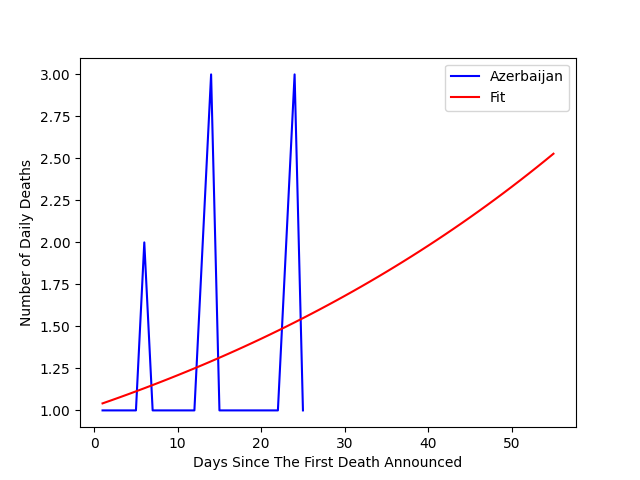 Azerbaijan
Fit
3.00
2.75
2.50
2.25
2.00
1.75
1.50
1.25
1.00
Number of Daily Deaths
0 10 20 30 40 50
Days Since The First Death Announced